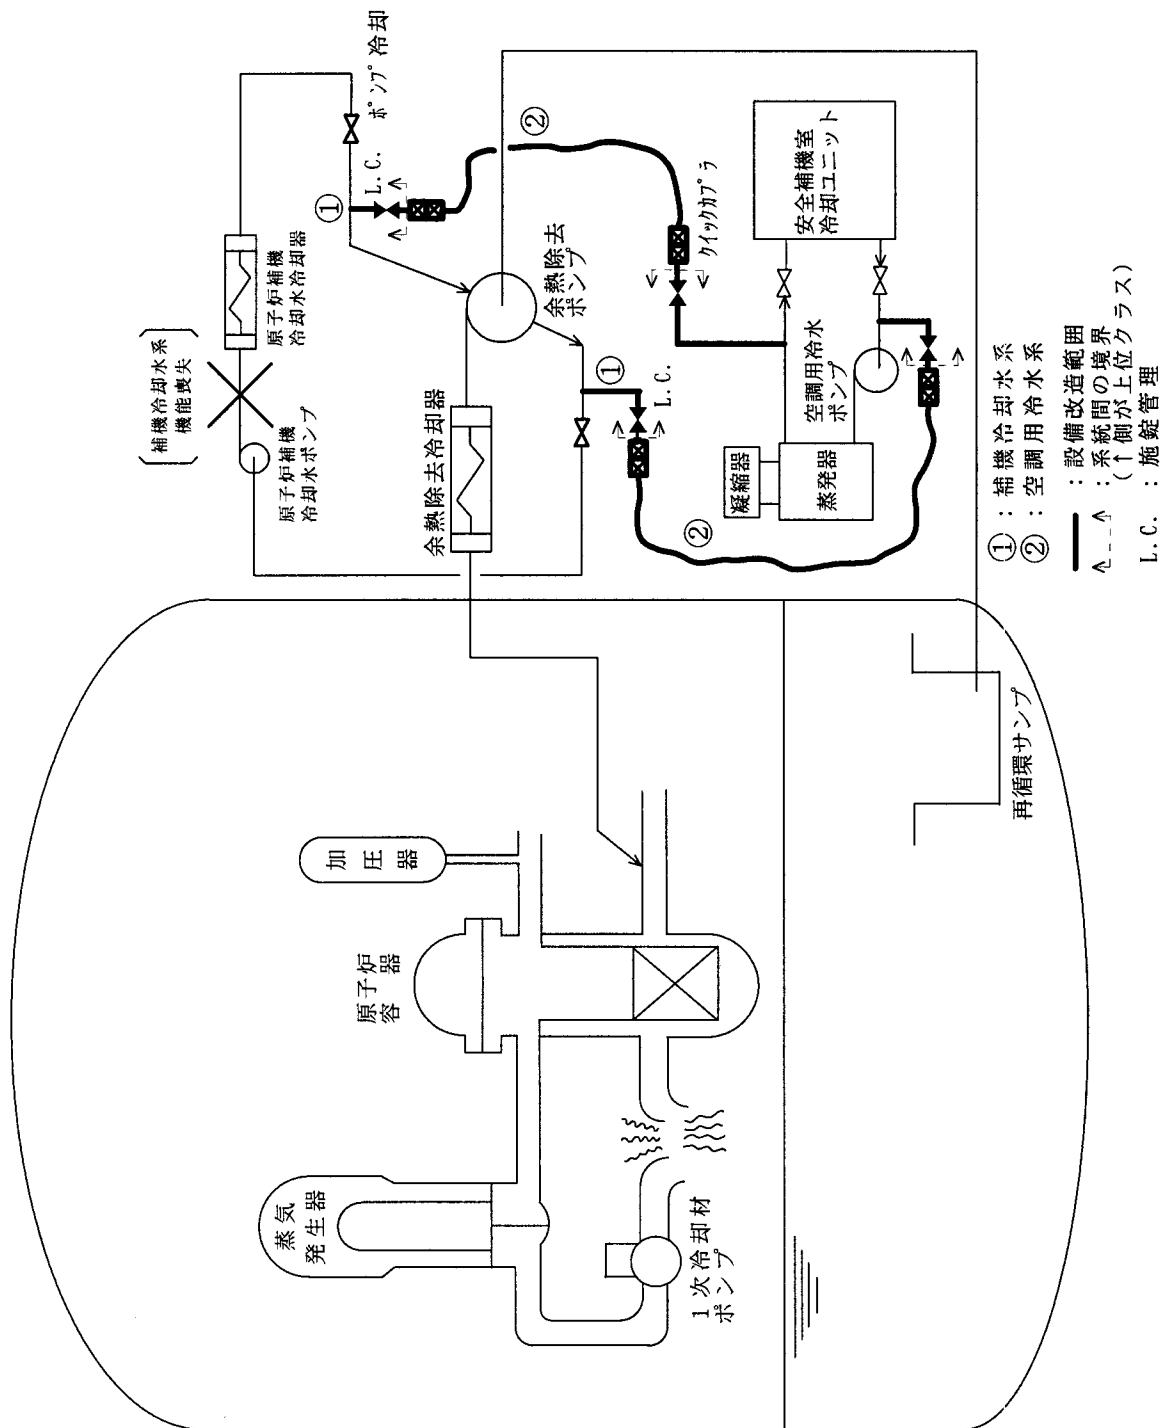 蒸気
発生器
1次冷却材
ポンプ
原子炉
容器
加圧器
再循環サンプ
〔補機冷却水系
機能喪失〕
原子炉補機
冷却水ポンプ
原子炉補機
冷却水冷却器
ポンプ冷却
①
L.C.
②
余熱除去冷却器
余熱除去
ポンプ
①
L.C.
②
クイックカプラ
凝縮器
蒸発器
空調用冷水
ポンプ
安全補機室
冷却ユニット
① : 補機冷却水系
② : 空調用冷水系
: 設備改造範囲
: 系統間の境界
(↑側が上位クラス)
L.C. : 施錠管理